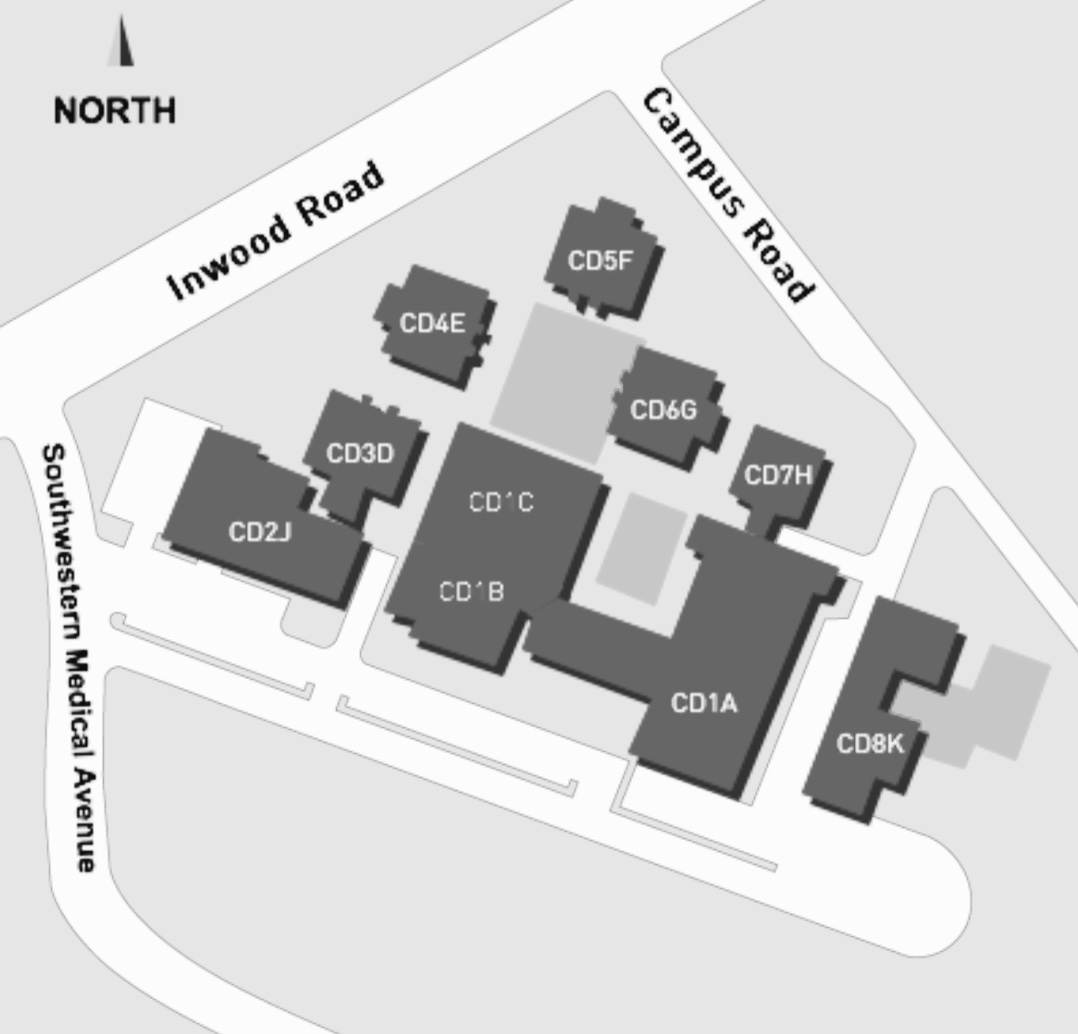 NORTH
Inwood Road
Campus Road
CD5F
CD4E
CD6G
CD3D
CD7H
CD1C
CD2J
CD1B
CD1A
CD8K
Southwestern Medical Avenue